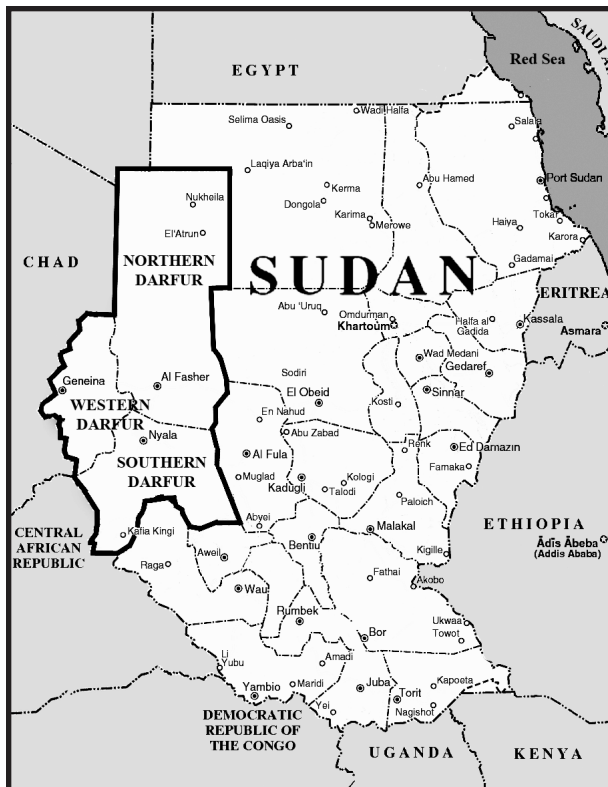 SAUDI A
Red Sea
EGYPT
Wadi Halfa
Selima Oasis
Salala
Laqiya Arba'in
Port Sudan
Kerma
Abu Hamed
Nukheila
Dongola
Karima
Merowe
Tokar
Haiya
Karora
El'Atrun
CHAD
NORTHERN
DARFUR
SUDAN
Gadamai
ERITREA
Abu 'Uruq
Omdurman
Khartoum
Halfa al
Gadida
Kassala
Asmara
Wad Medani
Gedaref
Sodiri
Geneina
Al Fasher
El Obeid
Kosti
Sinnar
WESTERN
DARFUR
En Nahud
Abu Zabad
Nyala
Renk
Ed Damazin
Al Fula
SOUTHERN
DARFUR
Famaka
Muglad
Kadugli
Kologi
Talodi
Paloich
Abyei
Malakal
ETHIOPIA
CENTRAL
AFRICAN
REPUBLIC
Kafia Kingi
Bentiu
Ādīs Ābeba
(Addis Ababa)
Aweil
Kigille
Raga
Fathai
Akobo
Wau
Rumbek
Ukwaa
Towot
Bor
Li
Yubu
Amadi
Yambio
Maridi
Juba
Torit
Kapoeta
Nagishot
Yei
DEMOCRATIC
REPUBLIC OF
THE CONGO
UGANDA
KENYA